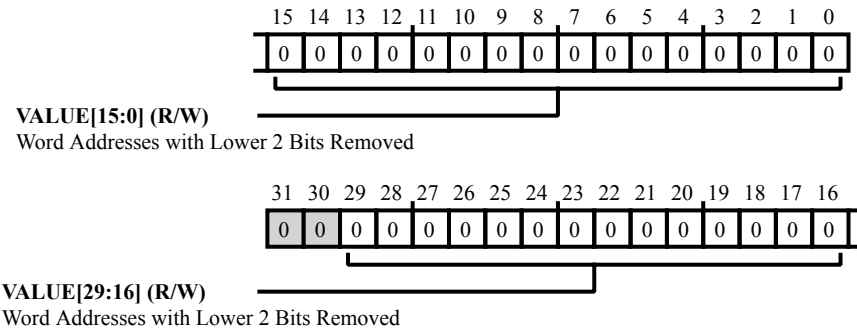 15 14 13 12 11 10 9 8 7 6 5 4 3 2 1 0
0 0 0 0 0 0 0 0 0 0 0 0 0 0 0 0
VALUE[15:0] (R/W)
Word Addresses with Lower 2 Bits Removed
31 30 29 28 27 26 25 24 23 22 21 20 19 18 17 16
0 0 0 0 0 0 0 0 0 0 0 0 0 0 0 0
VALUE[29:16] (R/W)
Word Addresses with Lower 2 Bits Removed